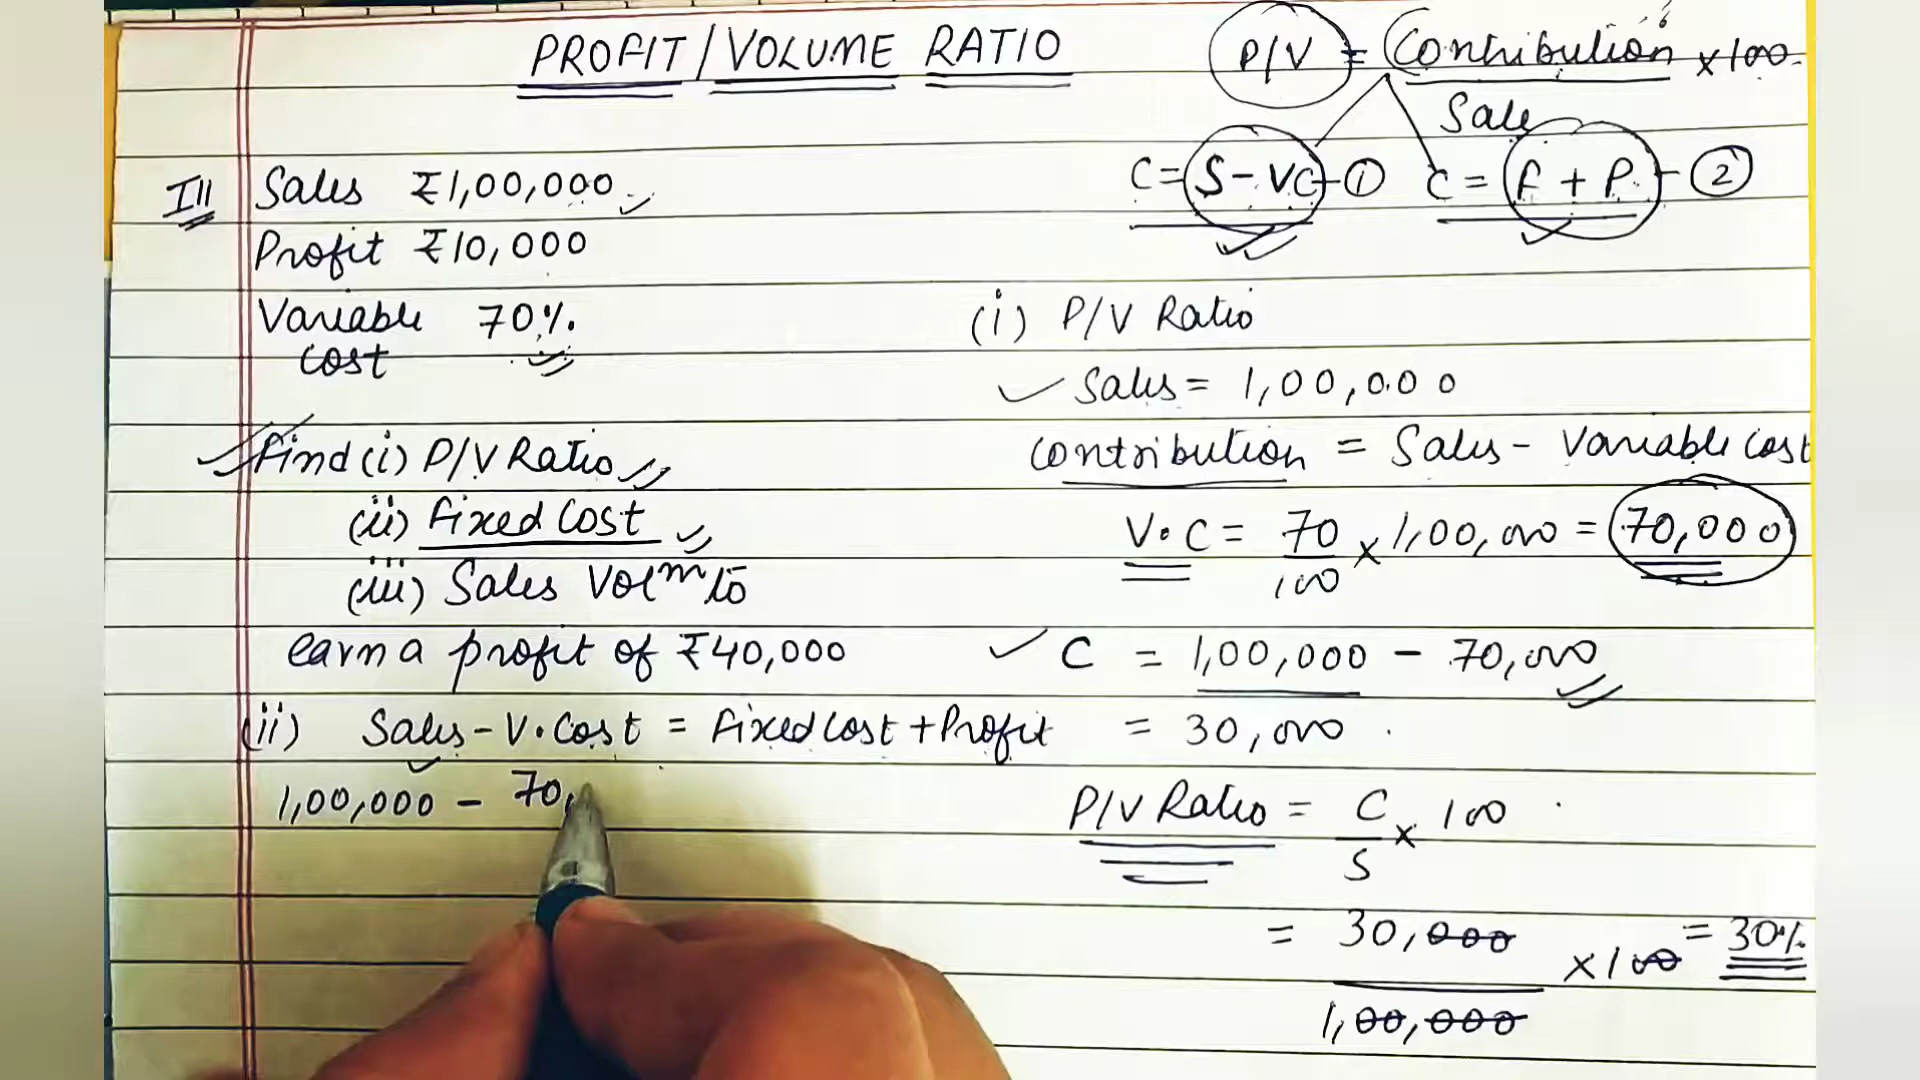 PROFIT/VOLUME RATIO
P/V = Contribution × 100
Sale
C = S - VC - ① C = F + P - ②
III Sales ₹1,00,000
Profit ₹10,000
Variable 70%.
cost
Find (i) P/V Ratio
(ii) Fixed Cost
(iii) Sales Volm to
earn a profit of ₹40,000
(ii) Sales - V.Cost = Fixed Cost + Profit
1,00,000 - 70,
(i) P/V Ratio
Sales = 1,00,000
Contribution = Sales - Variable Cost
V.C = 70/100 × 1,00,000 = 70,000
C = 1,00,000 - 70,000
= 30,000
P/V Ratio = C/S × 100
= 30,000 × 100 = 30%
1,00,000